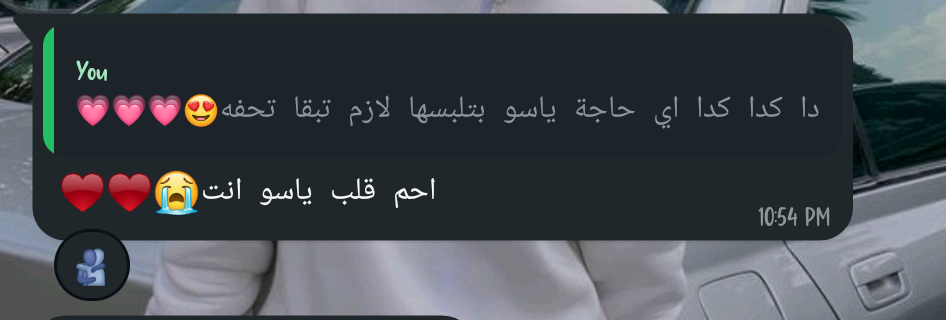 You
دا كدا كدا اي حاجة ياسو بتلبسها لازم تبقا تحفه😍💗💗💗
احم قلب ياسو انت😭❤️❤️
10:54 PM